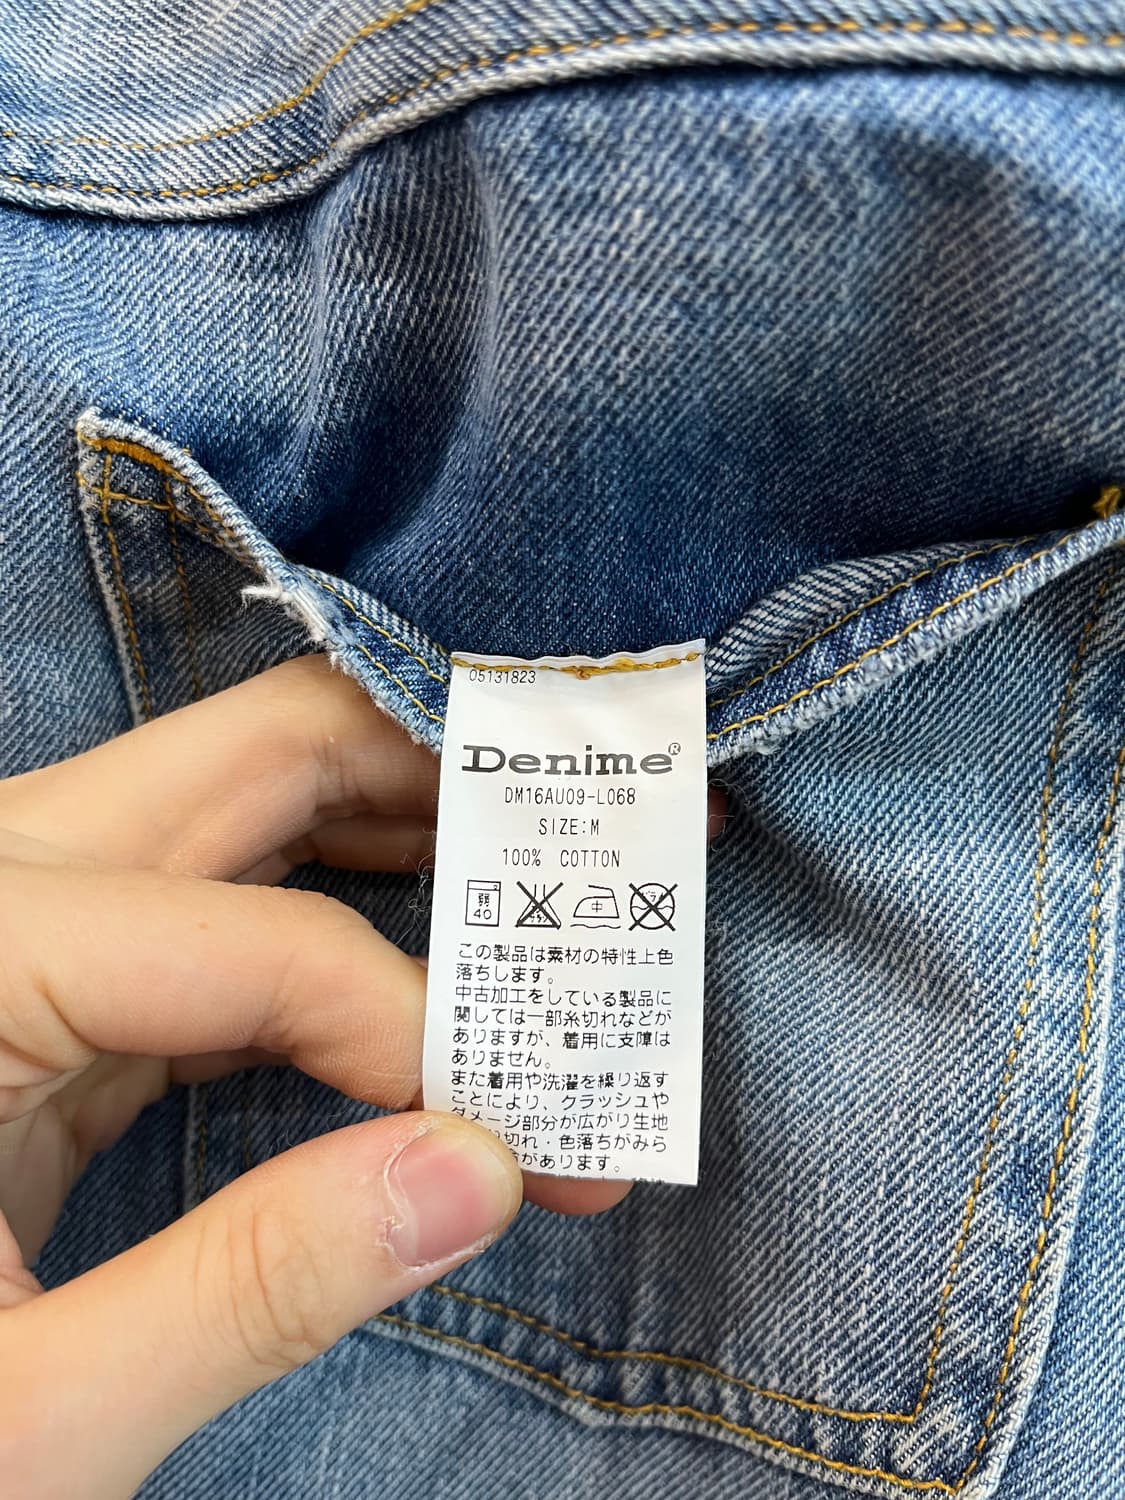 05131823
Denime®
DM16AU09-L068
SIZE:M
100% COTTON
弱
40
中
この製品は素材の特性上色
落ちします。
中古加工をしている製品に
関しては一部糸切れなどが
ありますが、着用に支障は
ありません。
また着用や洗濯を繰り返す
ことにより、クラッシュや
ダメージ部分が広がり生地
切れ・色落ちがみら
があります。